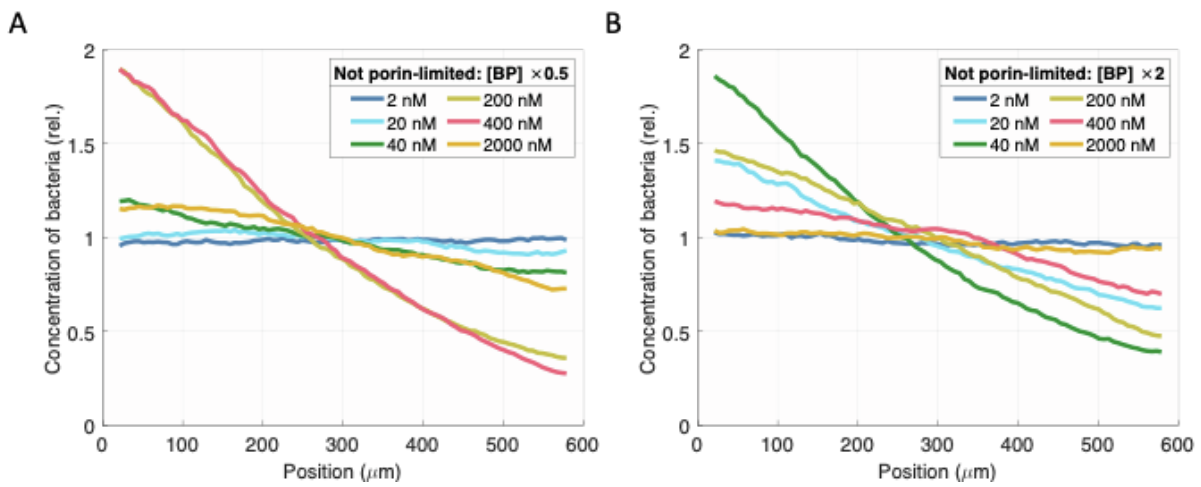 A
Concentration of bacteria (rel.)
2
1.5
1
0.5
0
Not porin-limited: [BP] ×0.5
2 nM 200 nM
20 nM 400 nM
40 nM 2000 nM
0 100 200 300 400 500 600
Position (μm)
B
Concentration of bacteria (rel.)
2
1.5
1
0.5
0
Not porin-limited: [BP] ×2
2 nM 200 nM
20 nM 400 nM
40 nM 2000 nM
0 100 200 300 400 500 600
Position (μm)